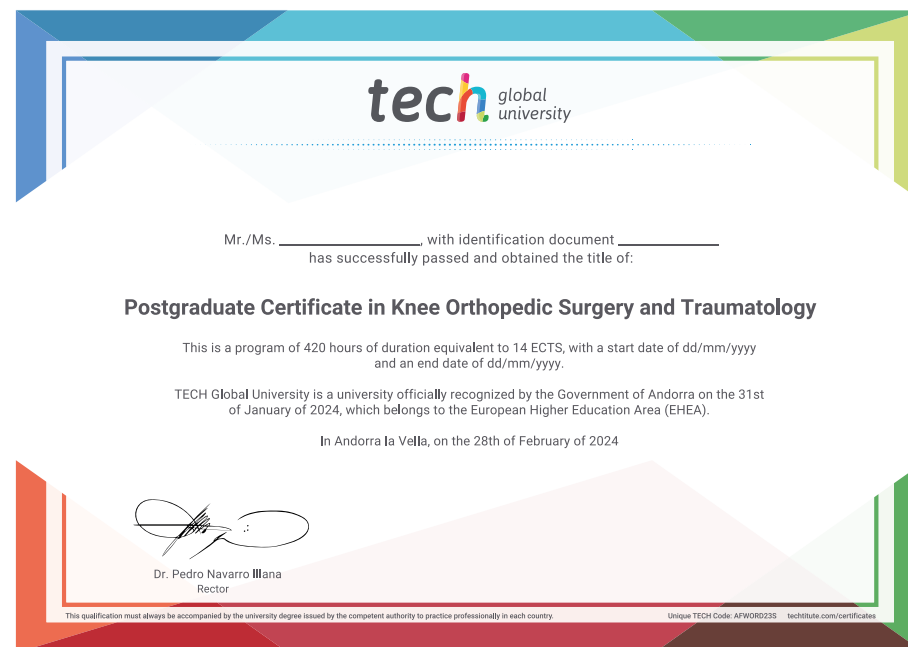 tech global university
Mr./Ms. ____________________, with identification document ______________
has successfully passed and obtained the title of:
Postgraduate Certificate in Knee Orthopedic Surgery and Traumatology
This is a program of 420 hours of duration equivalent to 14 ECTS, with a start date of dd/mm/yyyy
and an end date of dd/mm/yyyy.
TECH Global University is a university officially recognized by the Government of Andorra on the 31st
of January of 2024, which belongs to the European Higher Education Area (EHEA).
In Andorra la Vella, on the 28th of February of 2024
Dr. Pedro Navarro Illana
Rector
This qualification must always be accompanied by the university degree issued by the competent authority to practice professionally in each country.
Unique TECH Code: AFWORD23S techtitute.com/certificates